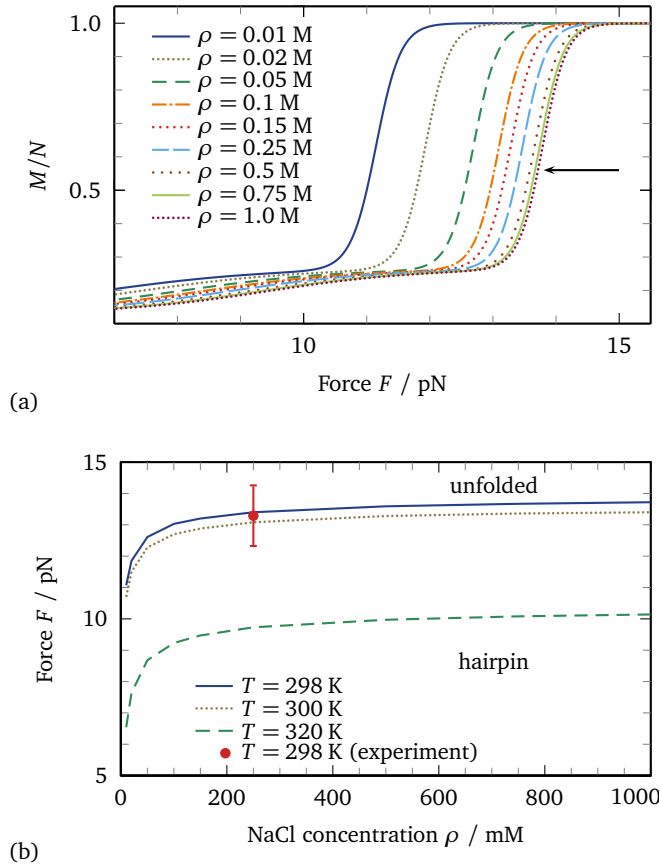 1.0
0.5
M/N
ρ = 0.01 M
ρ = 0.02 M
ρ = 0.05 M
ρ = 0.1 M
ρ = 0.15 M
ρ = 0.25 M
ρ = 0.5 M
ρ = 0.75 M
ρ = 1.0 M
10 15
Force F / pN
(a)
15
10
5
Force F / pN
unfolded
hairpin
T = 298 K
T = 300 K
T = 320 K
T = 298 K (experiment)
0 200 400 600 800 1000
NaCl concentration ρ / mM
(b)